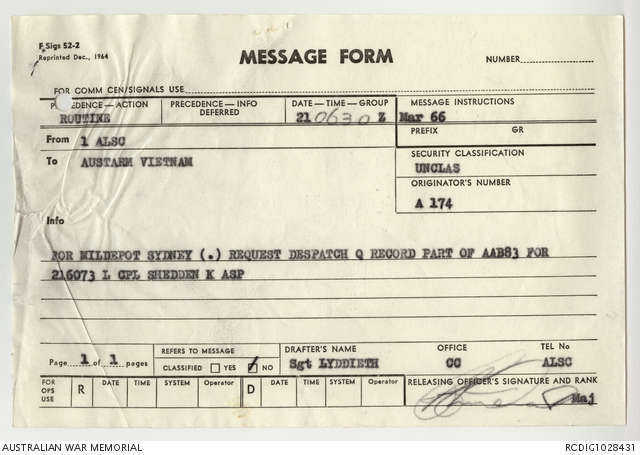 F Sigs S2-2
Reprinted Dec., 1964
MESSAGE FORM
NUMBER
FOR COMM CEN/SIGNALS USE
PRECEDENCE—ACTION
ROUTINE
PRECEDENCE—INFO
DEFERRED
DATE—TIME—GROUP
210630 Z
MESSAGE INSTRUCTIONS
Mar 66
PREFIX GR
From 1 ALSC
To AUSTARM VIETNAM
SECURITY CLASSIFICATION
UNCLAS
ORIGINATOR'S NUMBER
A 174
Info
FOR MILDEPOT SYDNEY (.) REQUEST DESPATCH Q RECORD PART OF AAB83 FOR
216073 L CPL SHEDDEN K ASP
Page 1 of 1 pages
REFERS TO MESSAGE
CLASSIFIED YES NO
DRAFTER'S NAME
Sgt LYDDIETH
OFFICE
CC
TEL No
ALSC
FOR OPS USE
R DATE TIME SYSTEM Operator D DATE TIME SYSTEM Operator
RELEASING OFFICER'S SIGNATURE AND RANK
Maj
AUSTRALIAN WAR MEMORIAL
RCDIG1028431